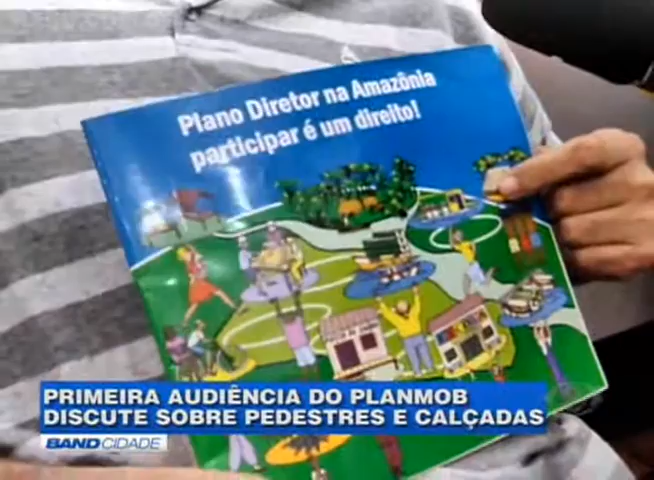 Plano Diretor na Amazônia
participar é um direito!
PRIMEIRA AUDIÊNCIA DO PLANMOB
DISCUTE SOBRE PEDESTRES E CALÇADAS
BAND CIDADE